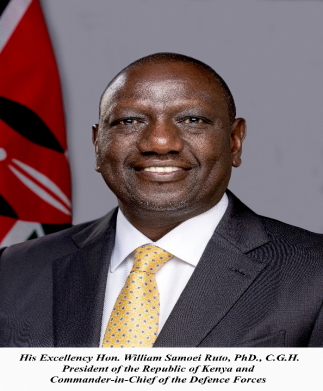 His Excellency Hon. William Samoei Ruto, PhD., C.G.H.
President of the Republic of Kenya and
Commander-in-Chief of the Defence Forces